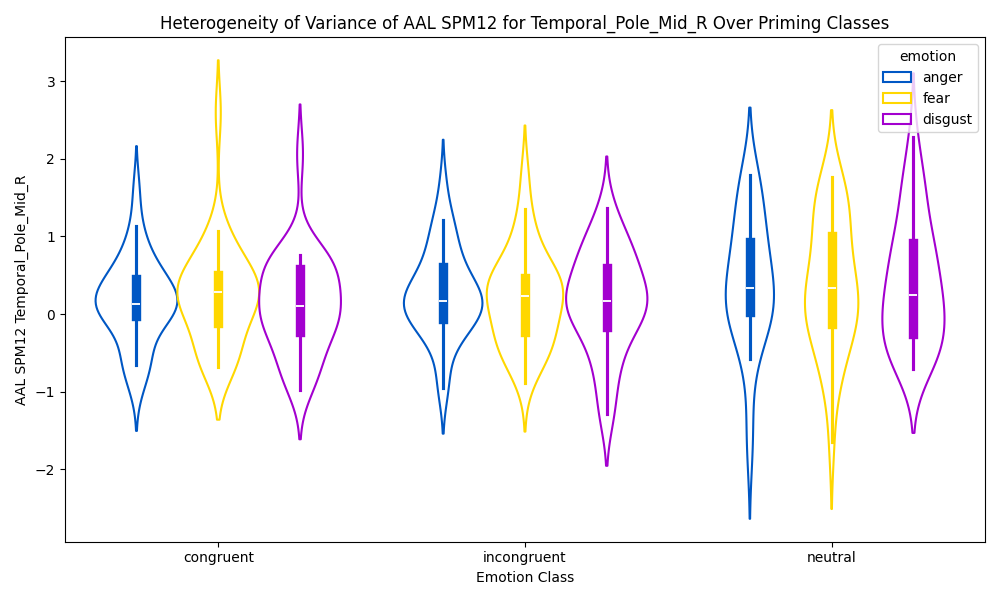 Heterogeneity of Variance of AAL SPM12 for Temporal_Pole_Mid_R Over Priming Classes
emotion
anger
fear
disgust
AAL SPM12 Temporal_Pole_Mid_R
3
2
1
0
−1
−2
congruent
incongruent
neutral
Emotion Class